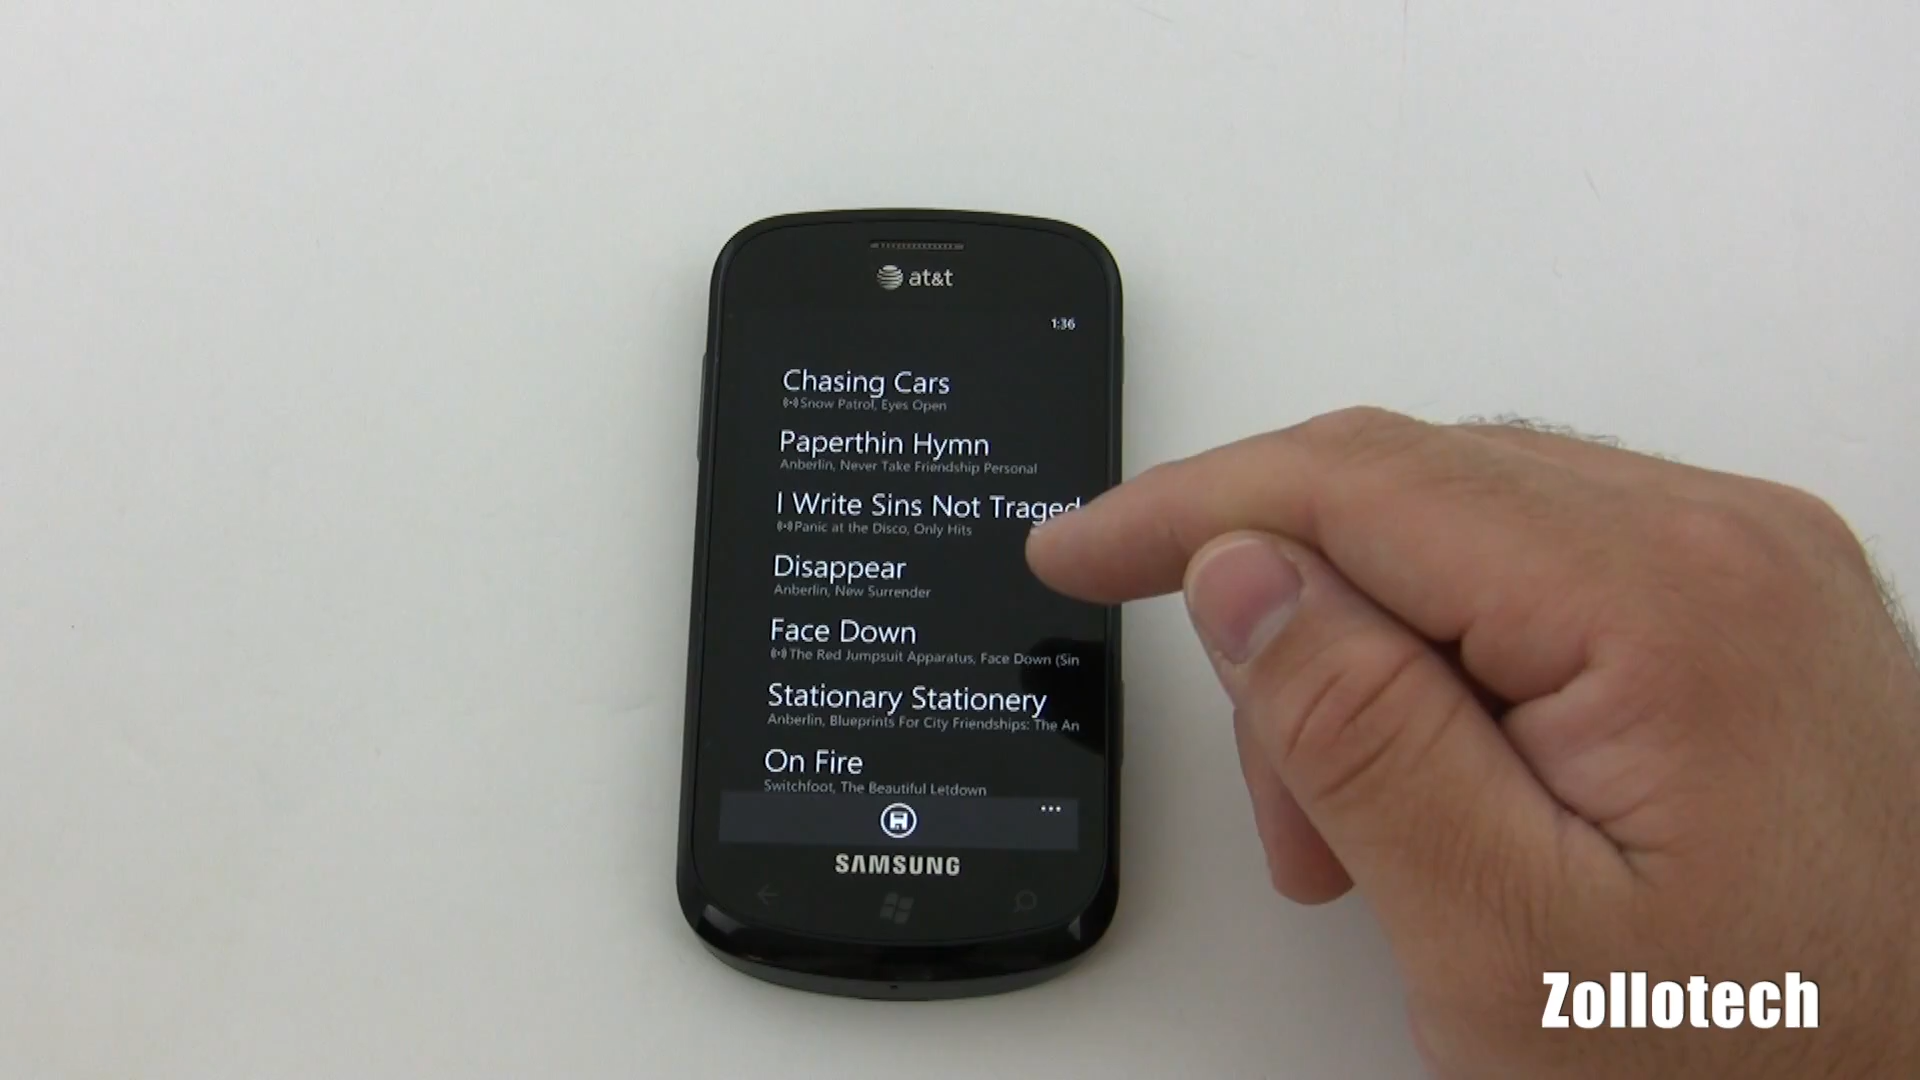 at&t
1:36
Chasing Cars
Snow Patrol, Eyes Open
Paperthin Hymn
Anberlin, Never Take Friendship Personal
I Write Sins Not Traged
Panic at the Disco, Only Hits
Disappear
Anberlin, New Surrender
Face Down
The Red Jumpsuit Apparatus, Face Down (Sin
Stationary Stationery
Anberlin, Blueprints For City Friendships: The An
On Fire
Switchfoot, The Beautiful Letdown
...
SAMSUNG
Zollotech